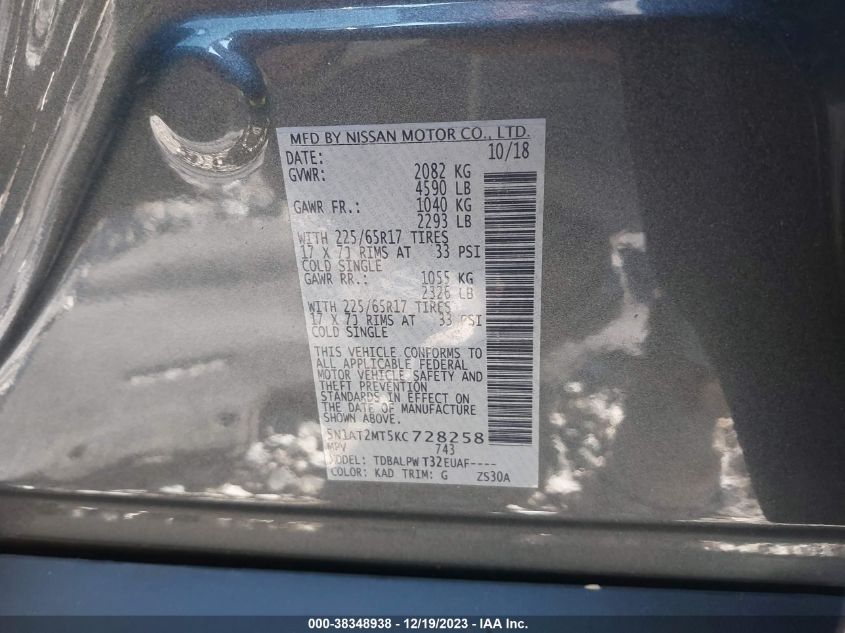 MFD BY NISSAN MOTOR CO., LTD.
DATE: 10/18
GVWR: 2082 KG
4590 LB
GAWR FR.: 1040 KG
2293 LB
WITH 225/65R17 TIRES
17 X 7J RIMS AT 33 PSI
COLD SINGLE
GAWR RR.: 1055 KG
2326 LB
WITH 225/65R17 TIRES
17 X 7J RIMS AT 33 PSI
COLD SINGLE
THIS VEHICLE CONFORMS TO
ALL APPLICABLE FEDERAL
MOTOR VEHICLE SAFETY AND
THEFT PREVENTION
STANDARDS IN EFFECT ON
THE DATE OF MANUFACTURE
SHOWN ABOVE.
5N1AT2MT5KC728258
MPV 743
MODEL: TDBALPW T32EUAF----
COLOR: KAD TRIM: G ZS30A
000-38348938 - 12/19/2023 - IAA Inc.